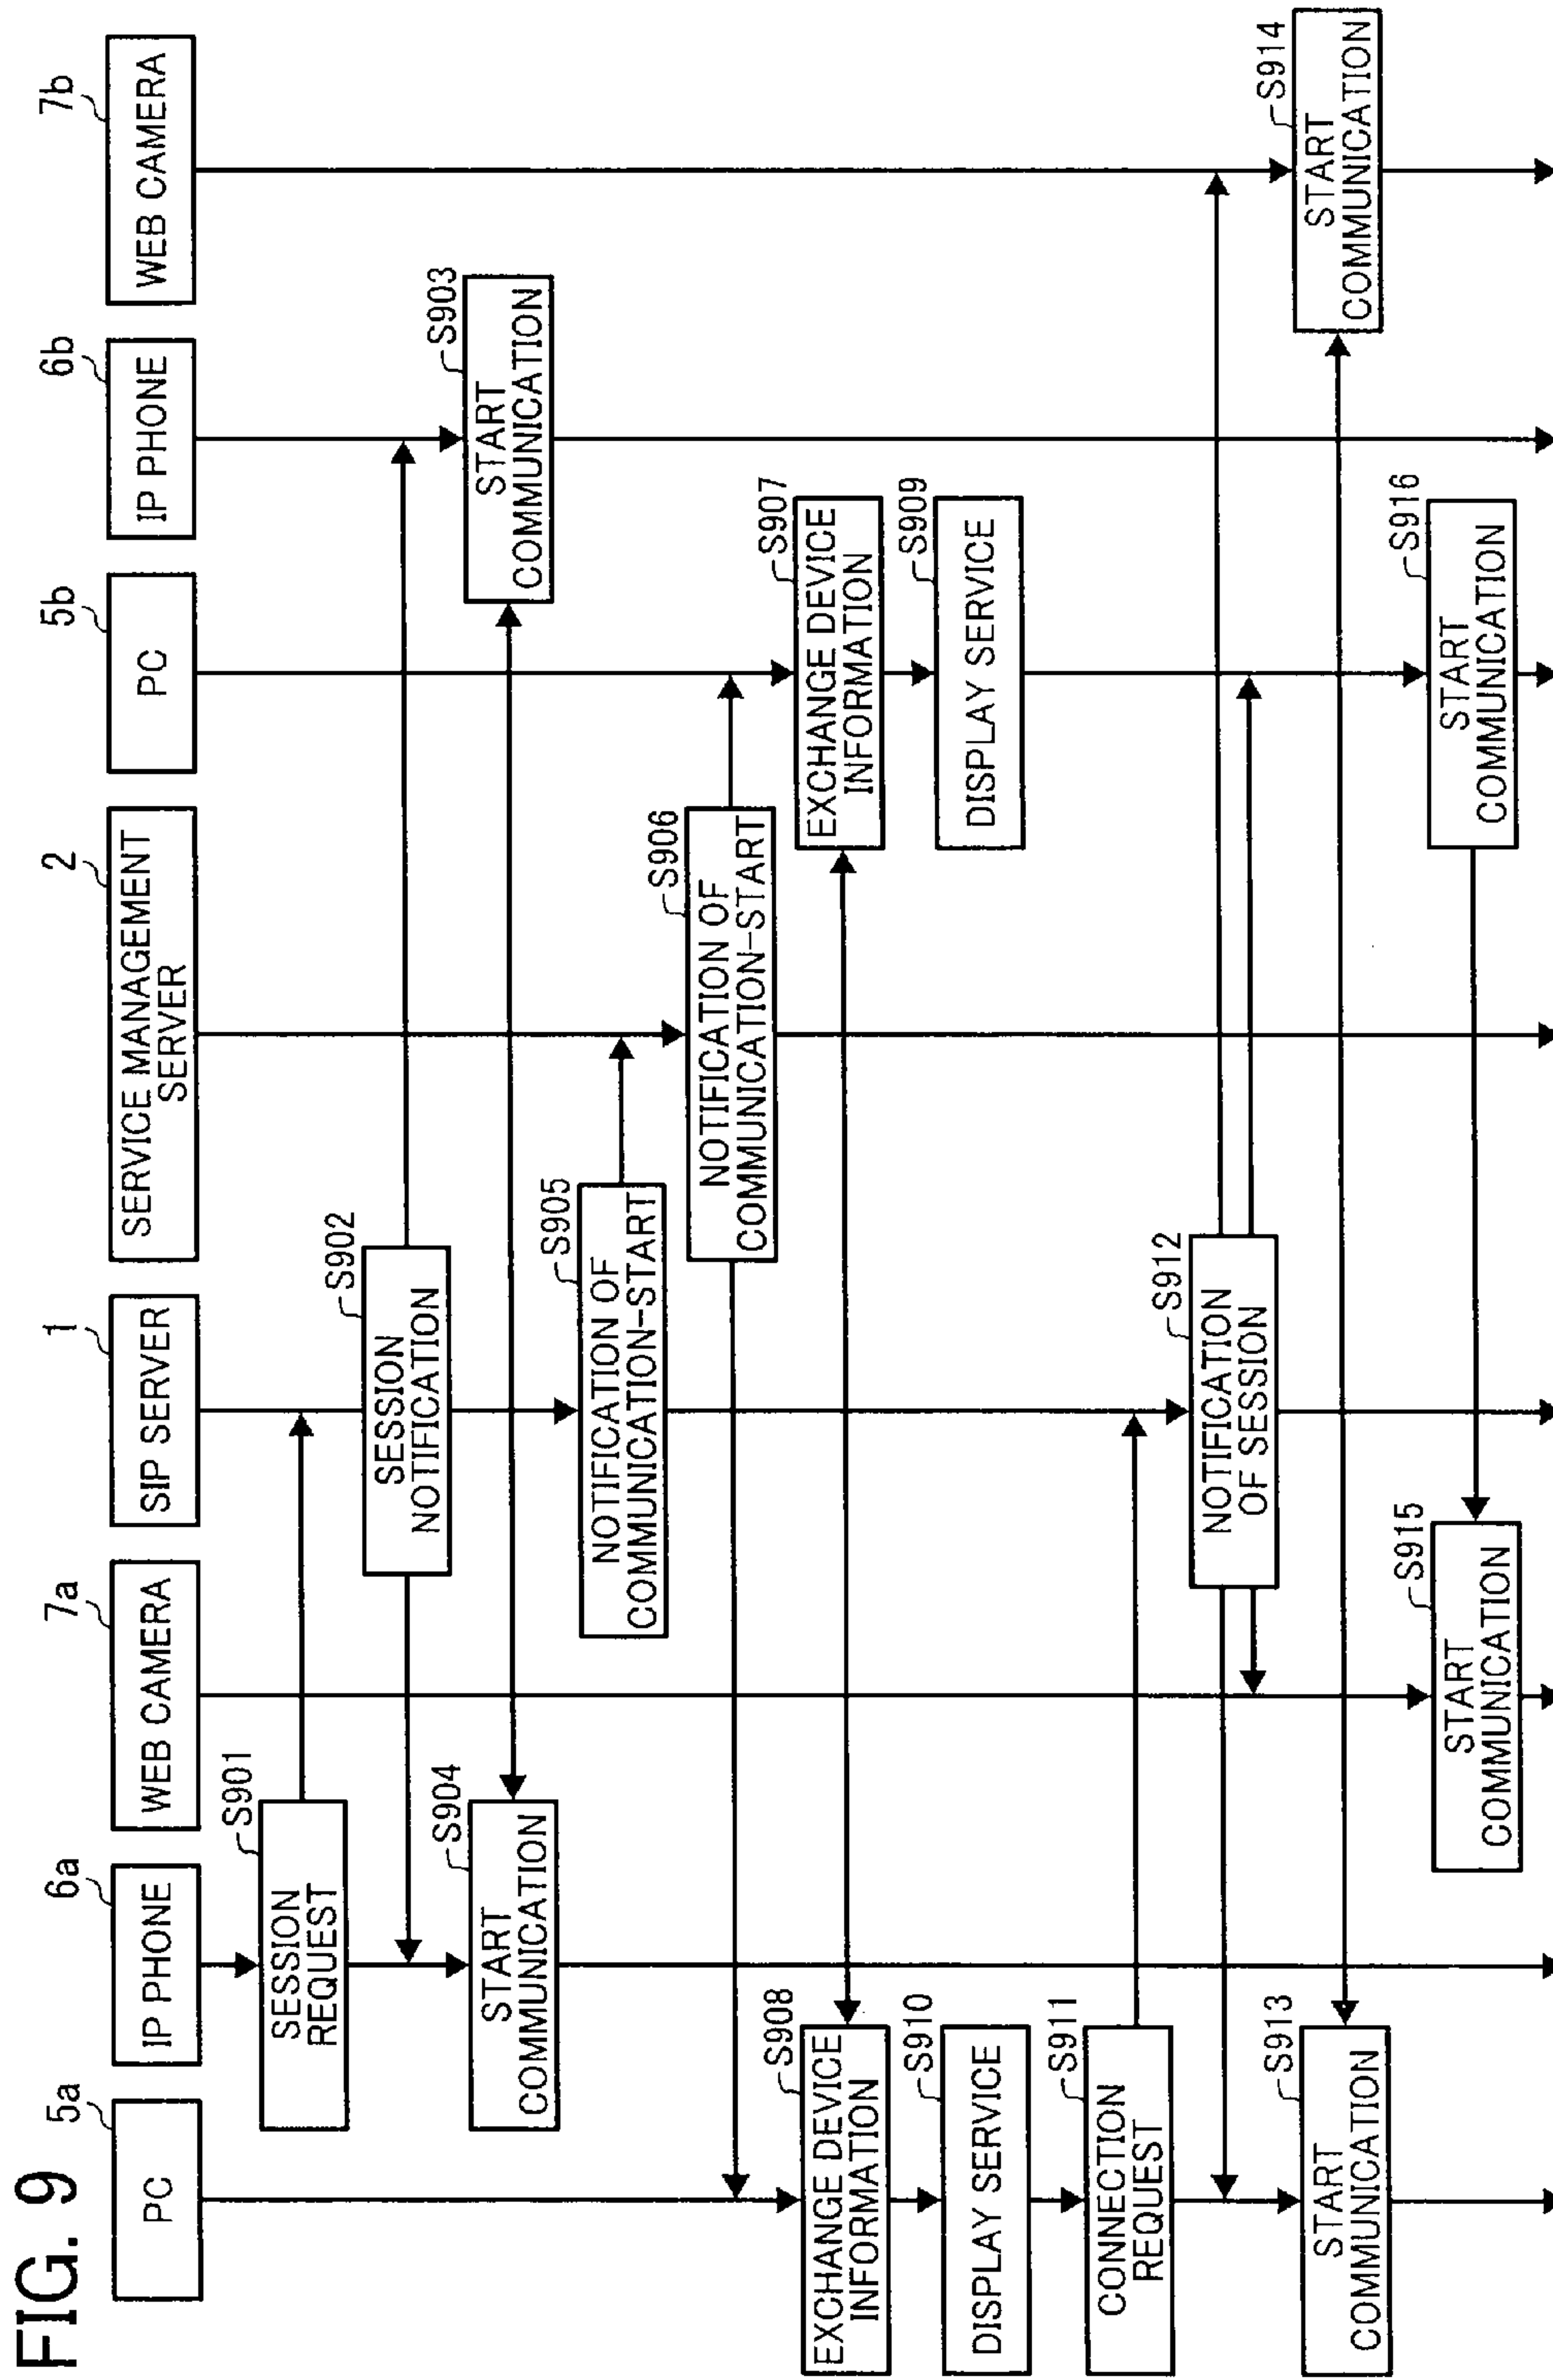 FIG. 9
5a
PC
6a
IP PHONE
7a
WEB CAMERA
1
SIP SERVER
2
SERVICE MANAGEMENT
SERVER
5b
PC
6b
IP PHONE
7b
WEB CAMERA
S901
SESSION
REQUEST
S902
SESSION
NOTIFICATION
S903
START
COMMUNICATION
S904
START
COMMUNICATION
S905
NOTIFICATION OF
COMMUNICATION-START
S906
NOTIFICATION OF
COMMUNICATION-START
S907
EXCHANGE DEVICE
INFORMATION
S908
EXCHANGE DEVICE
INFORMATION
S909
DISPLAY SERVICE
S910
DISPLAY SERVICE
S911
CONNECTION
REQUEST
S912
NOTIFICATION
OF SESSION
S913
START
COMMUNICATION
S914
START
COMMUNICATION
S915
START
COMMUNICATION
S916
START
COMMUNICATION